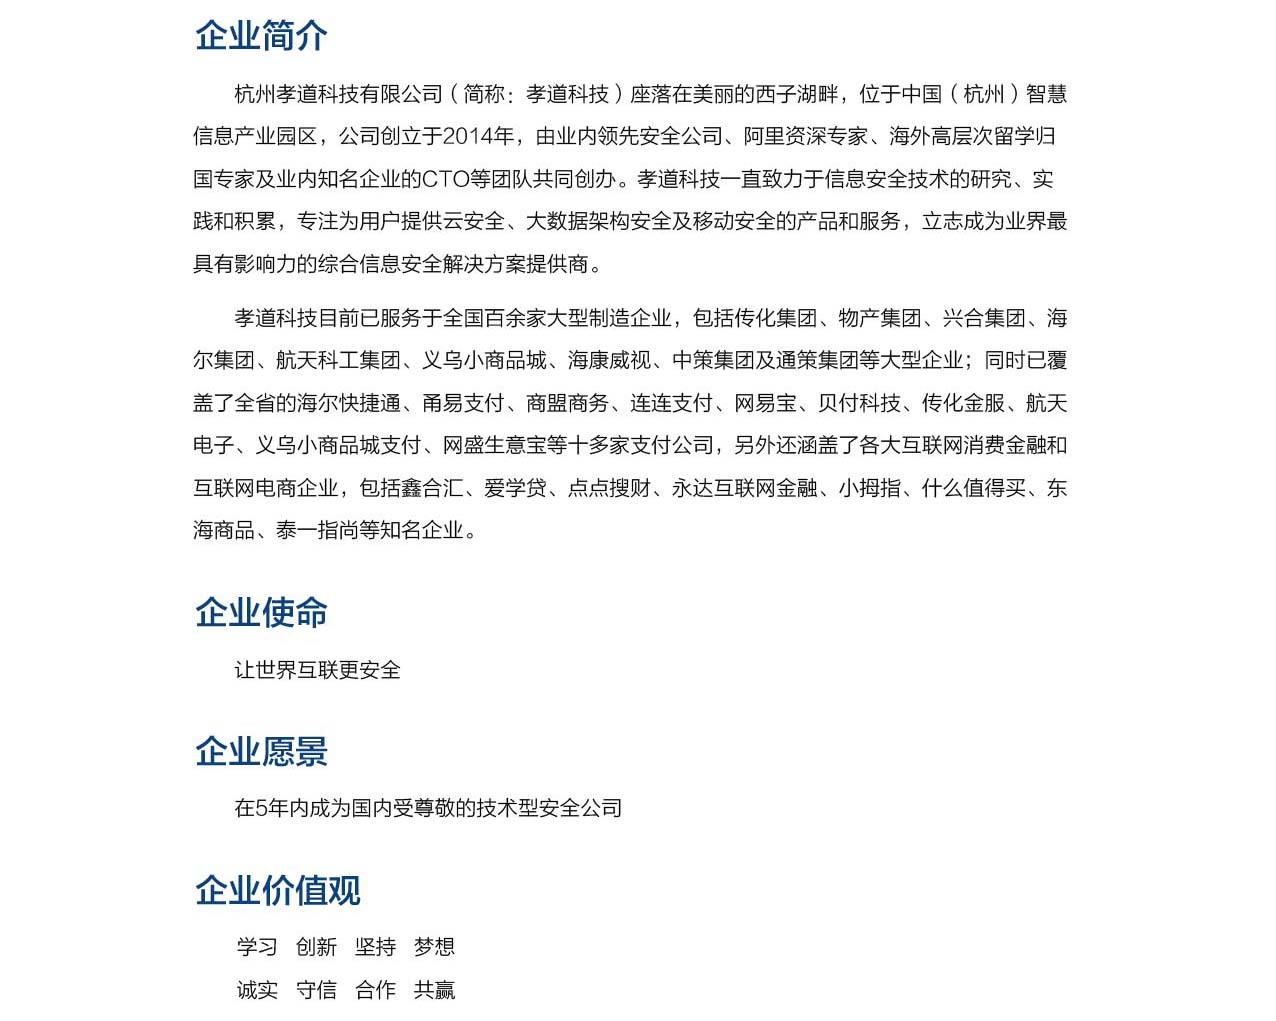 企业简介
杭州孝道科技有限公司（简称：孝道科技）座落在美丽的西子湖畔，位于中国（杭州）智慧
信息产业园区，公司创立于2014年，由业内领先安全公司、阿里资深专家、海外高层次留学归
国专家及业内知名企业的CTO等团队共同创办。孝道科技一直致力于信息安全技术的研究、实
践和积累，专注为用户提供云安全、大数据架构安全及移动安全的产品和服务，立志成为业界最
具有影响力的综合信息安全解决方案提供商。
孝道科技目前已服务于全国百余家大型制造企业，包括传化集团、物产集团、兴合集团、海
尔集团、航天科工集团、义乌小商品城、海康威视、中策集团及通策集团等大型企业；同时已覆
盖了全省的海尔快捷通、甬易支付、商盟商务、连连支付、网易宝、贝付科技、传化金服、航天
电子、义乌小商品城支付、网盛生意宝等十多家支付公司，另外还涵盖了各大互联网消费金融和
互联网电商企业，包括鑫合汇、爱学贷、点点搜财、永达互联网金融、小拇指、什么值得买、东
海商品、泰一指尚等知名企业。
企业使命
让世界互联更安全
企业愿景
在5年内成为国内受尊敬的技术型安全公司
企业价值观
学习 创新 坚持 梦想
诚实 守信 合作 共赢